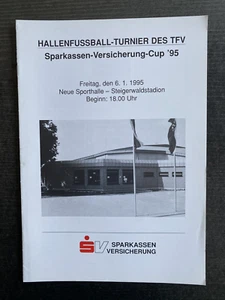 HALLENFUSSBALL-TURNIER DES TFV
Sparkassen-Versicherung-Cup '95
Freitag, den 6. 1. 1995
Neue Sporthalle – Steigerwaldstadion
Beginn: 18.00 Uhr
SV SPARKASSEN
VERSICHERUNG